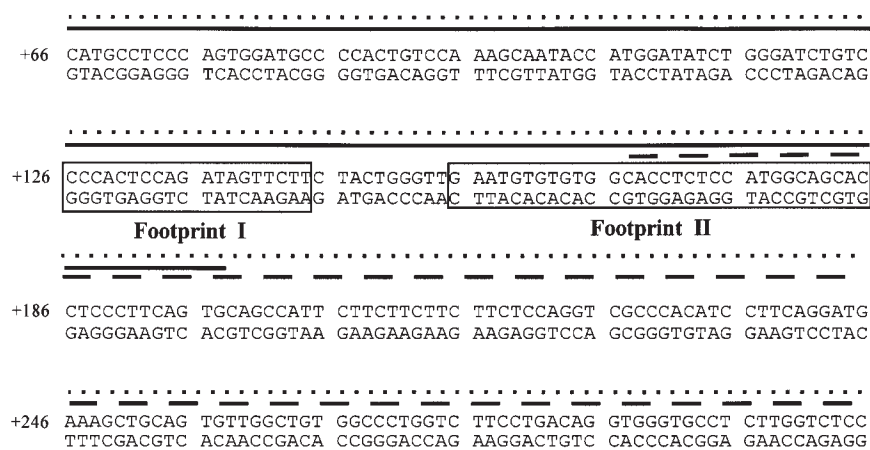 +66 CATGCCTCCC AGTGGATGCC CCACTGTCCA AAGCAATACC ATGGATATCT GGGATCTGTC
GTACGGAGGG TCACCTACGG GGTGACAGGT TTCGTTATGG TACCTATAGA CCCTAGACAG
+126 CCCACTCCAG ATAGTTCTTC TACTGGGTTG AATGTGTGTG GCACCTCTCC ATGGCAGCAC
GGGTGAGGTC TATCAAGAAG ATGACCCAAC TTACACACAC CGTGGAGAGG TACCGTCGTG
Footprint I Footprint II
+186 CTCCCTTCAG TGCAGCCATT CTTCTTCTTC TTCTCCAGGT CGCCCACATC CTTCAGGATG
GAGGGAAGTC ACGTCGGTAA GAAGAAGAAG AAGAGGTCCA GCGGGTGTAG GAAGTCCTAC
+246 AAAGCTGCAG TGTTGGCTGT GGCCCTGGTC TTCCTGACAG GTGGGTGCCT CTTGGTCTCC
TTTCGACGTC ACAACCGACA CCGGGACCAG AAGGACTGTC CACCCACGGA GAACCAGAGG